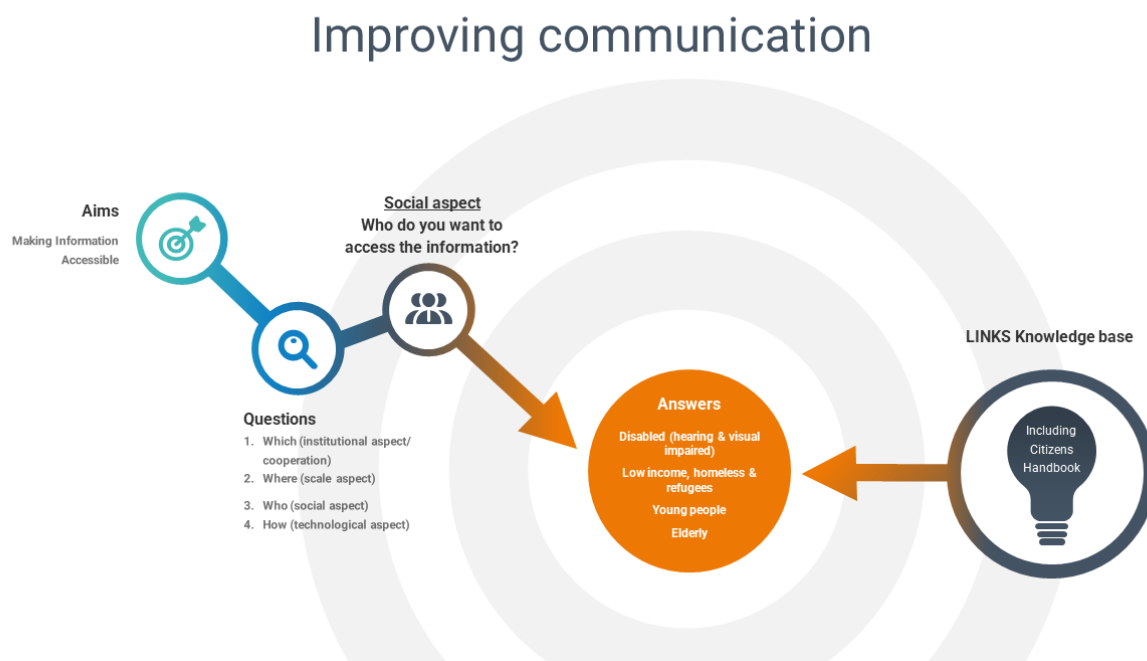 Improving communication
Aims
Making Information
Accessible
Social aspect
Who do you want to
access the information?
Questions
1. Which (institutional aspect/
cooperation)
2. Where (scale aspect)
3. Who (social aspect)
4. How (technological aspect)
Answers
Disabled (hearing & visual
impaired)
Low income, homeless &
refugees
Young people
Elderly
LINKS Knowledge base
Including
Citizens
Handbook